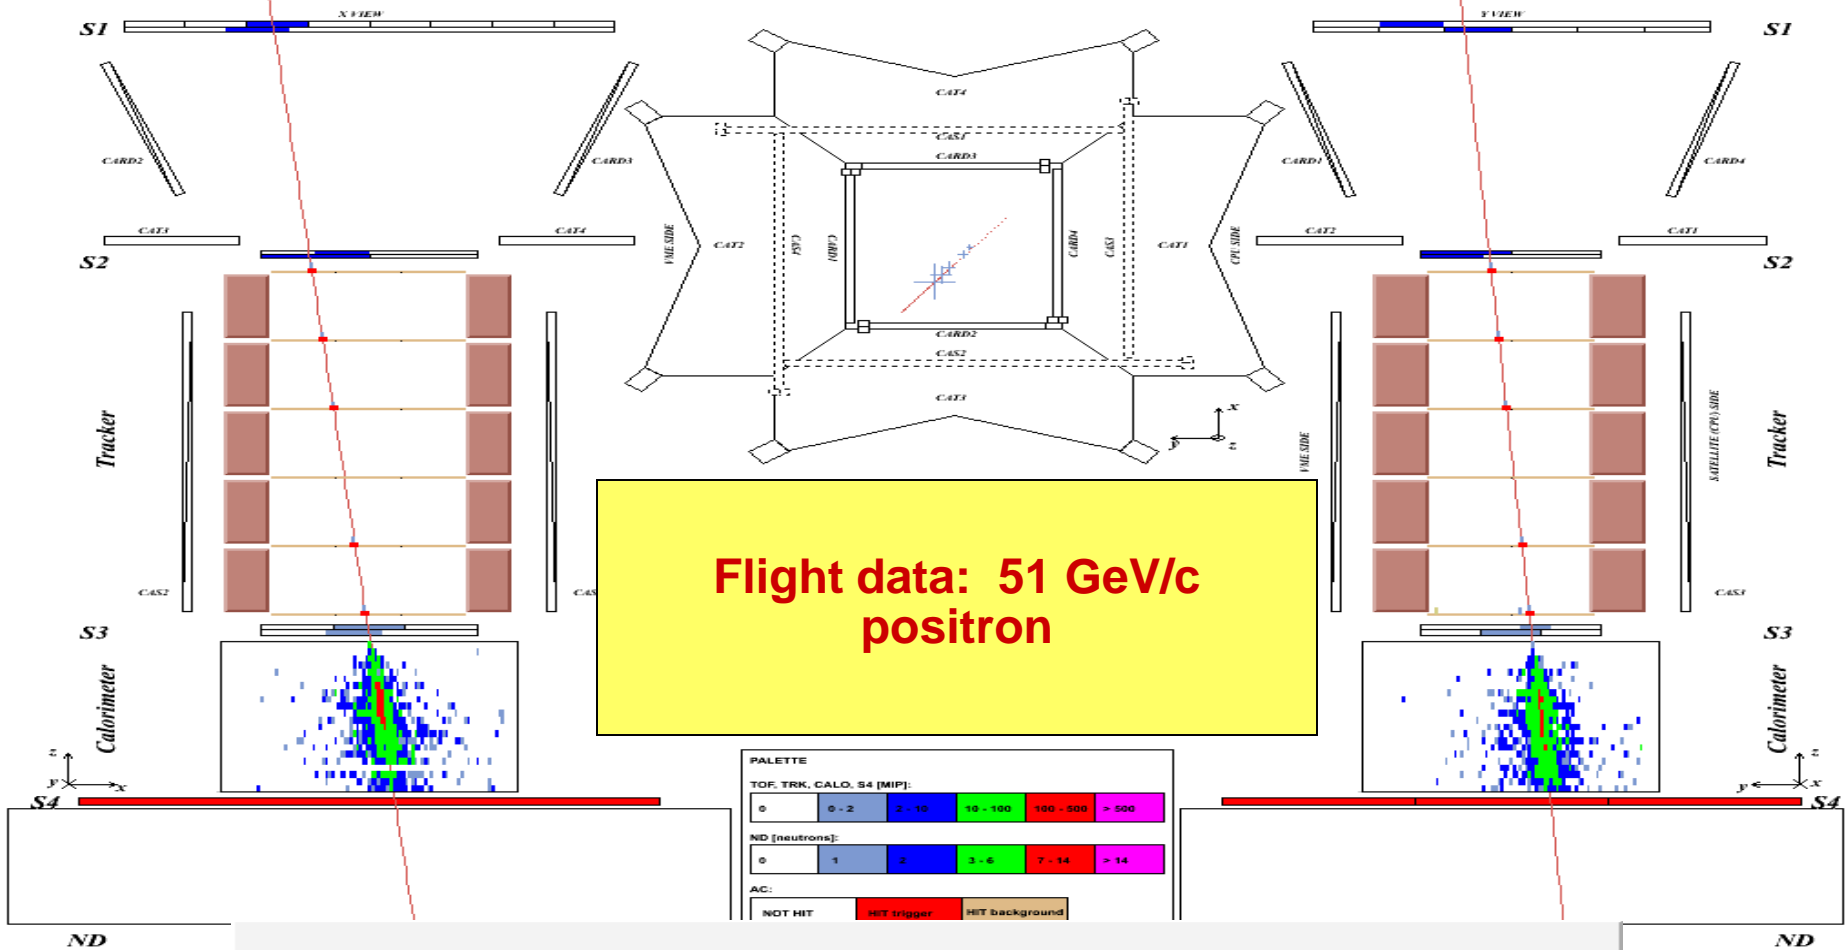 X VIEW
Y VIEW
S1
S1
CARD2
CARD3
CAT4
CAS1
CARD3
CARD1
CARD4
CAT3
CAT4
VME SIDE
CAT2
CAS4
CARD1
CARD4
CAS3
CAT1
CPU SIDE
CAT2
CAT1
S2
S2
CARD2
CAS2
CAT3
x
y
z
Tracker
VME SIDE
SATELLITE (CPU) SIDE
Tracker
Flight data: 51 GeV/c
positron
CAS2
CAS
CAS3
S3
S3
Calorimeter
Calorimeter
z
y
x
z
y
x
S4
S4
PALETTE
TOF, TRK, CALO, S4 [MIP]:
0
0 - 2
2 - 10
10 - 100
100 - 500
> 500
ND [neutrons]:
0
1
2
3 - 6
7 - 14
> 14
AC:
NOT HIT
HIT trigger
HIT background
ND
ND